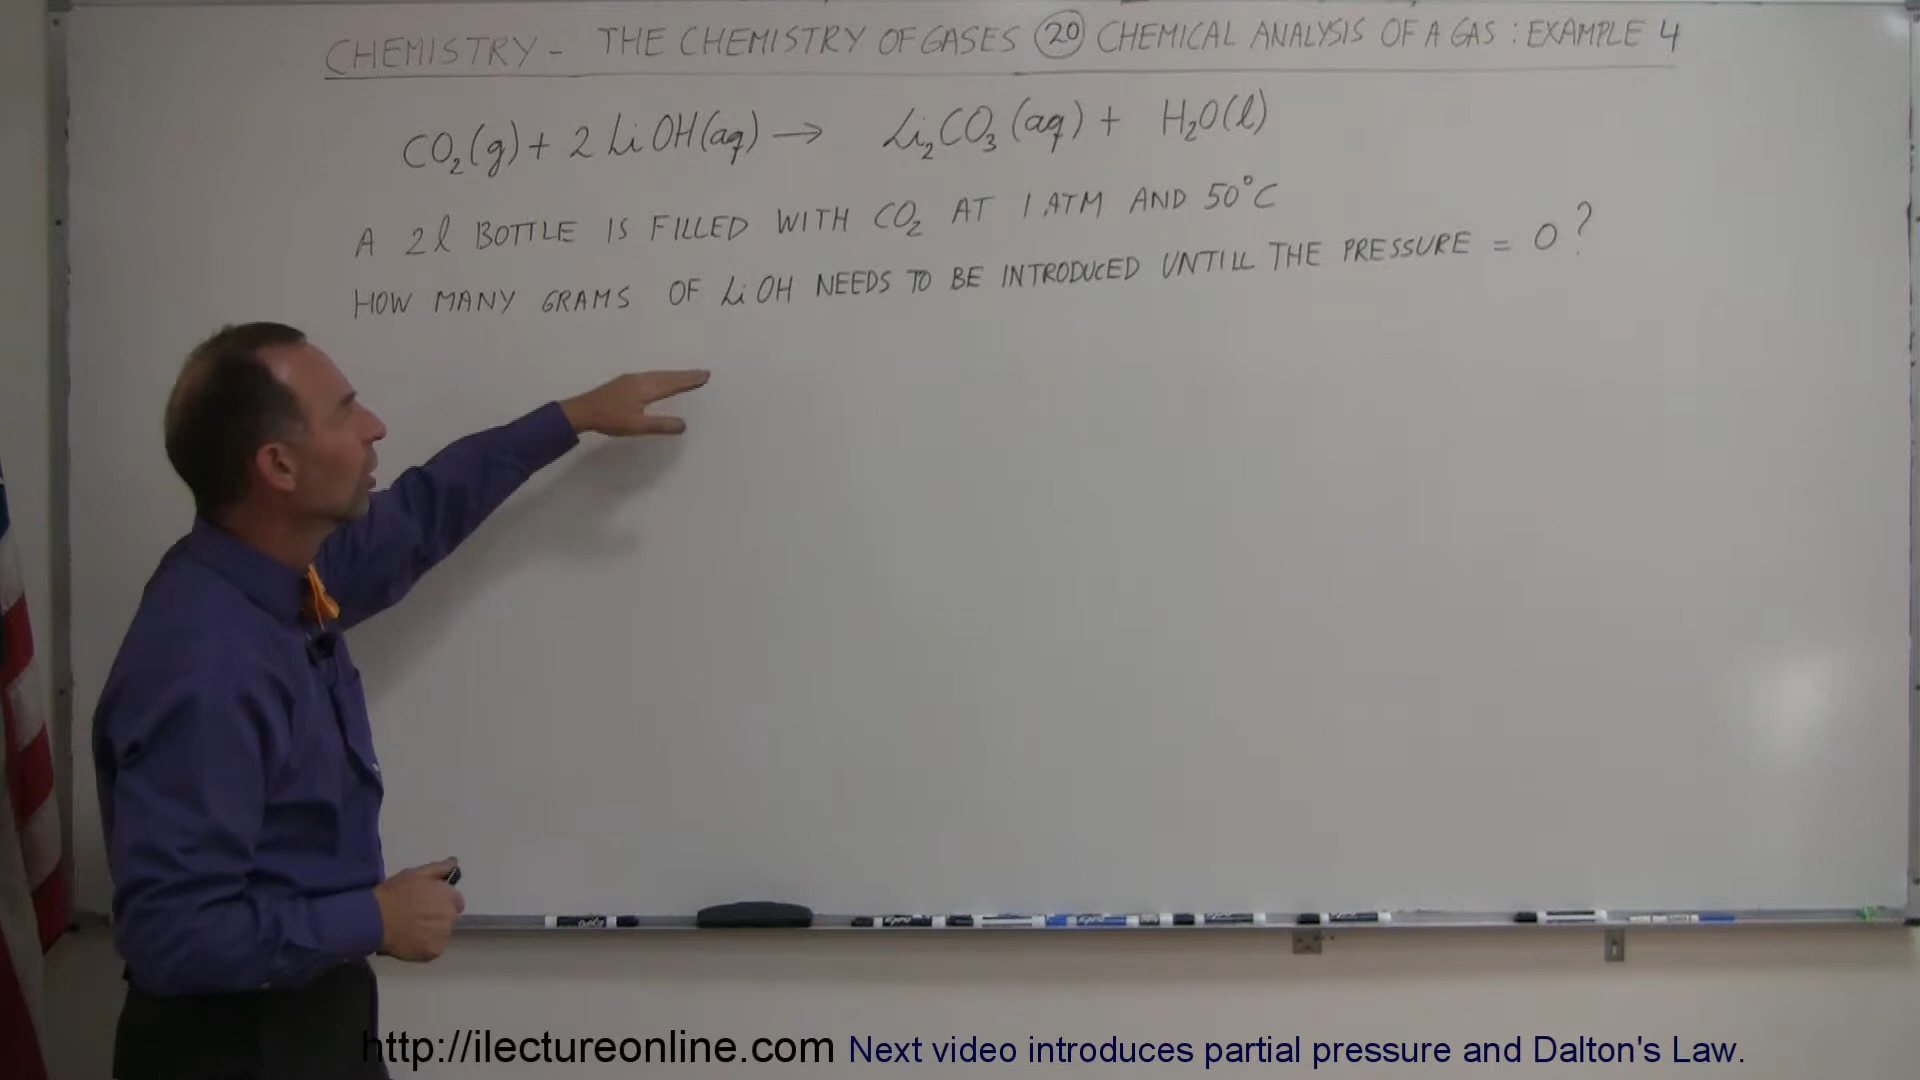 CHEMISTRY - THE CHEMISTRY OF GASES 20 CHEMICAL ANALYSIS OF A GAS : EXAMPLE 4
CO₂(g) + 2 LiOH(aq) → Li₂CO₃(aq) + H₂O(l)
A 2l BOTTLE IS FILLED WITH CO₂ AT 1 ATM AND 50°C
HOW MANY GRAMS OF LiOH NEEDS TO BE INTRODUCED UNTILL THE PRESSURE = 0 ?
http://ilectureonline.com Next video introduces partial pressure and Dalton's Law.